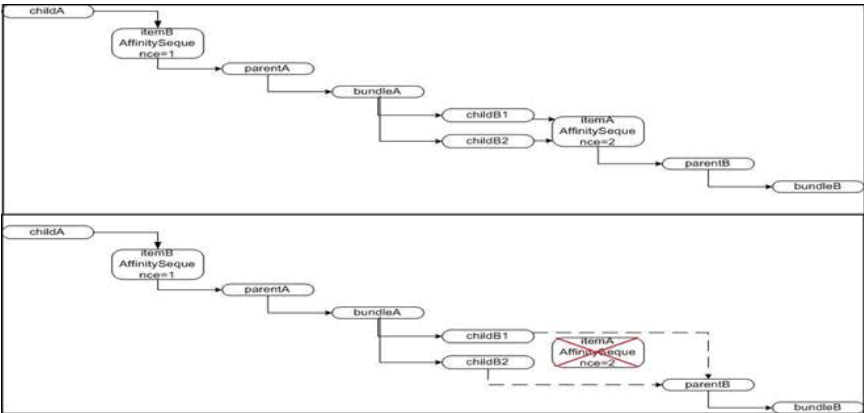 childA
itemB
AffinitySeque
nce=1
parentA
bundleA
childB1
childB2
itemA
AffinitySeque
nce=2
parentB
bundleB
childA
itemB
AffinitySeque
nce=1
parentA
bundleA
childB1
childB2
itemA
AffinitySeque
nce=2
parentB
bundleB